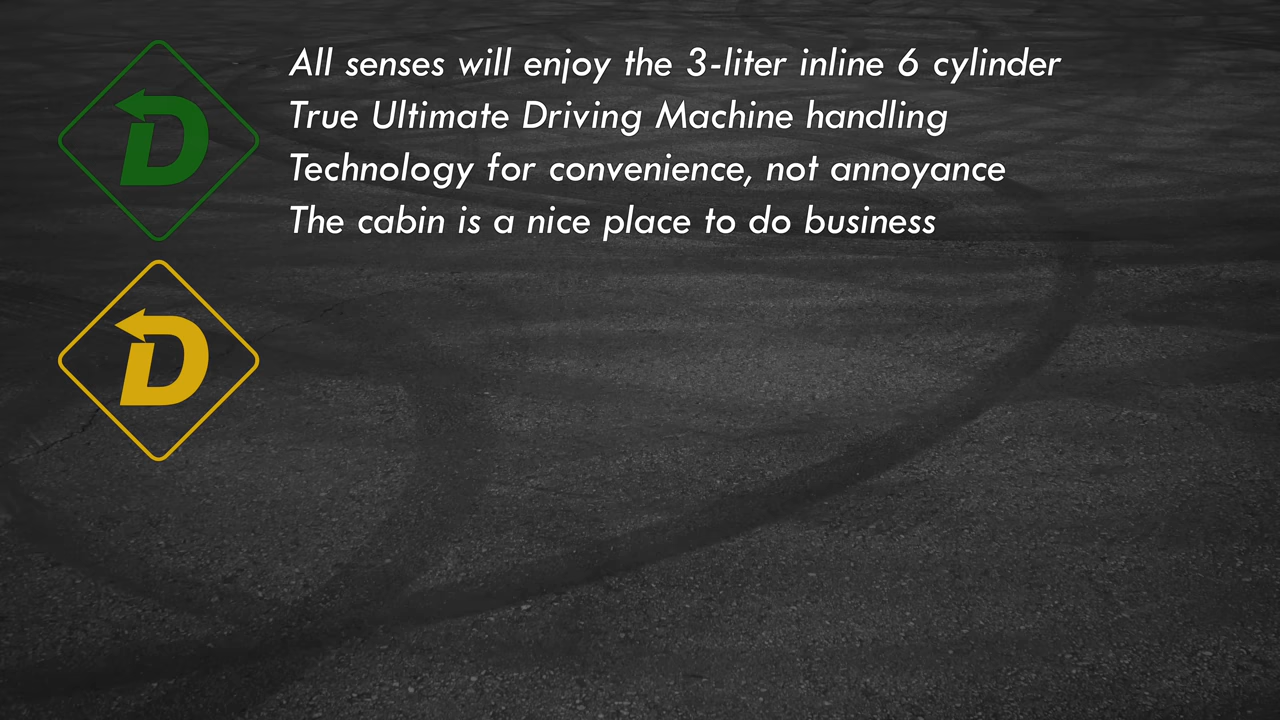 All senses will enjoy the 3-liter inline 6 cylinder
True Ultimate Driving Machine handling
Technology for convenience, not annoyance
The cabin is a nice place to do business
D
D